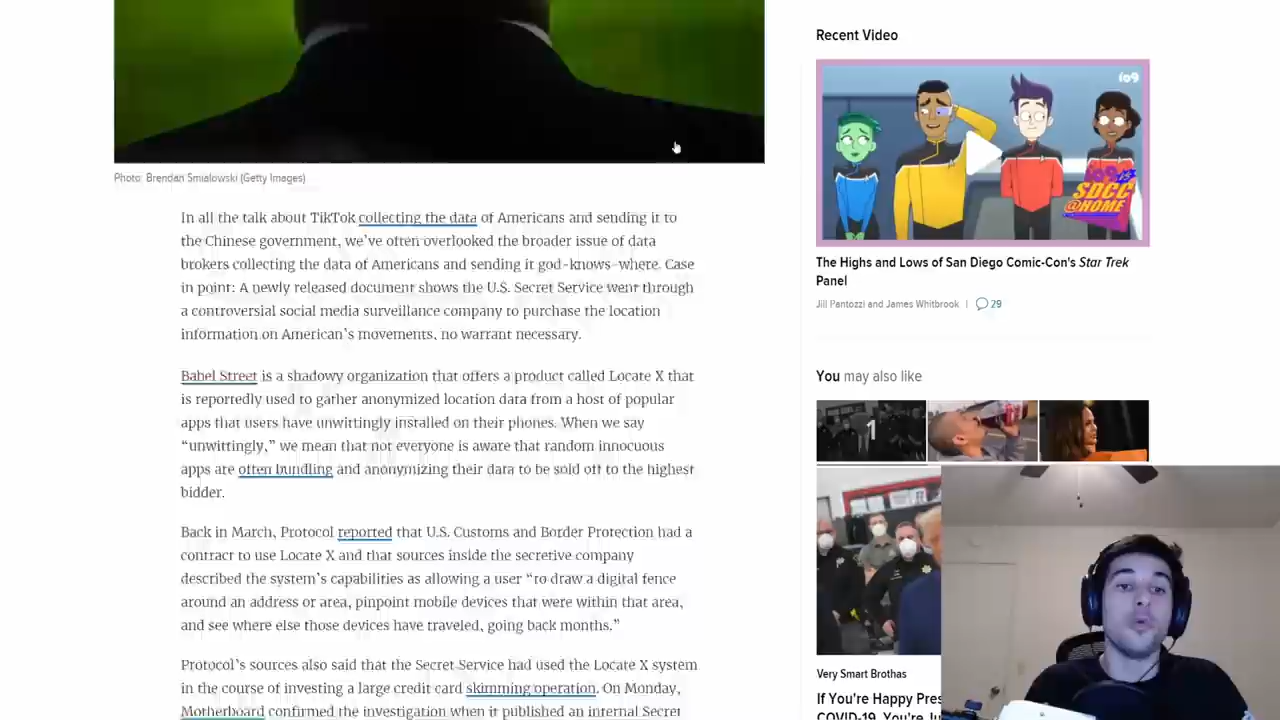 Recent Video
io9
io9
SDCC
@HOME
Photo: Brendan Smialowski (Getty Images)
In all the talk about TikTok collecting the data of Americans and sending it to
the Chinese government, we've often overlooked the broader issue of data
brokers collecting the data of Americans and sending it god-knows-where. Case
in point: A newly released document shows the U.S. Secret Service went through
a controversial social media surveillance company to purchase the location
information on American's movements, no warrant necessary.
Babel Street is a shadowy organization that offers a product called Locate X that
is reportedly used to gather anonymized location data from a host of popular
apps that users have unwittingly installed on their phones. When we say
“unwittingly,” we mean that not everyone is aware that random innocuous
apps are often bundling and anonymizing their data to be sold off to the highest
bidder.
Back in March, Protocol reported that U.S. Customs and Border Protection had a
contract to use Locate X and that sources inside the secretive company
described the system's capabilities as allowing a user “to draw a digital fence
around an address or area, pinpoint mobile devices that were within that area,
and see where else those devices have traveled, going back months.”
Protocol's sources also said that the Secret Service had used the Locate X system
in the course of investing a large credit card skimming operation. On Monday,
Motherboard confirmed the investigation when it published an internal Secret
The Highs and Lows of San Diego Comic-Con's Star Trek
Panel
Jill Pantozzi and James Whitbrook | 29
You may also like
1
Very Smart Brothas
If You're Happy Pres
COVID-19, You're